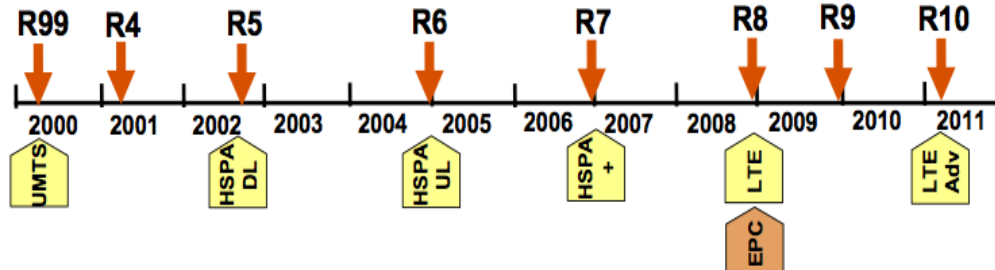 R99 R4 R5 R6 R7 R8 R9 R10
2000 2001 2002 2003 2004 2005 2006 2007 2008 2009 2010 2011
UMTS
HSPA
DL
HSPA
UL
HSPA
+
LTE
LTE
Adv
EPC